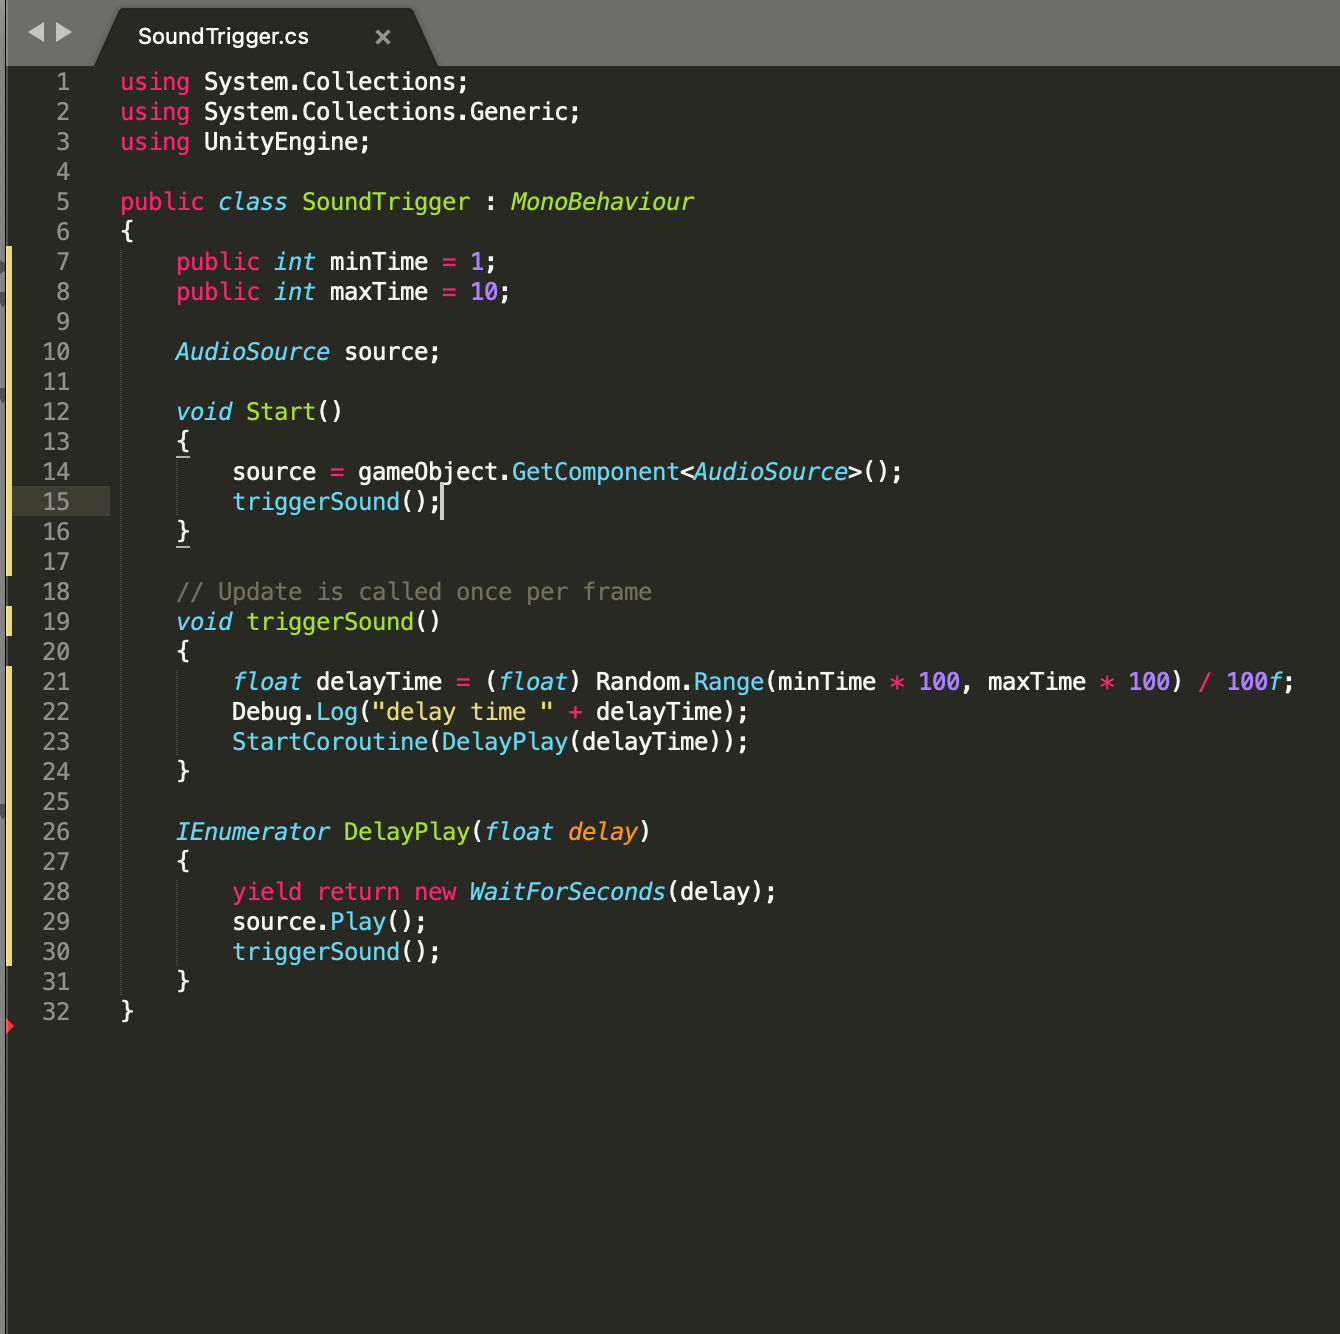 SoundTrigger.cs ×
1 using System.Collections;
2 using System.Collections.Generic;
3 using UnityEngine;
4
5 public class SoundTrigger : MonoBehaviour
6 {
7     public int minTime = 1;
8     public int maxTime = 10;
9
10     AudioSource source;
11
12     void Start()
13     {
14         source = gameObject.GetComponent<AudioSource>();
15         triggerSound();
16     }
17
18     // Update is called once per frame
19     void triggerSound()
20     {
21         float delayTime = (float) Random.Range(minTime * 100, maxTime * 100) / 100f;
22         Debug.Log("delay time " + delayTime);
23         StartCoroutine(DelayPlay(delayTime));
24     }
25
26     IEnumerator DelayPlay(float delay)
27     {
28         yield return new WaitForSeconds(delay);
29         source.Play();
30         triggerSound();
31     }
32 }